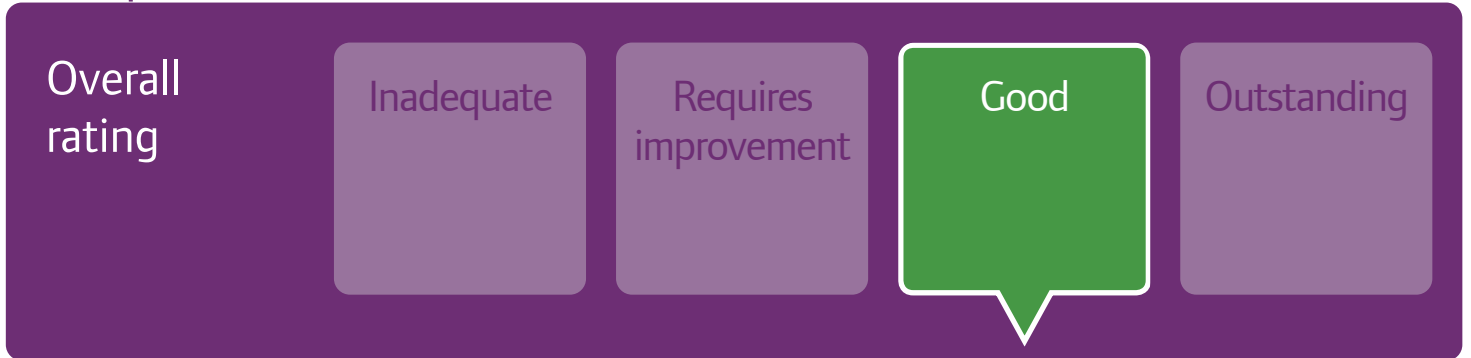 Overall
rating
Inadequate
Requires
improvement
Good
Outstanding